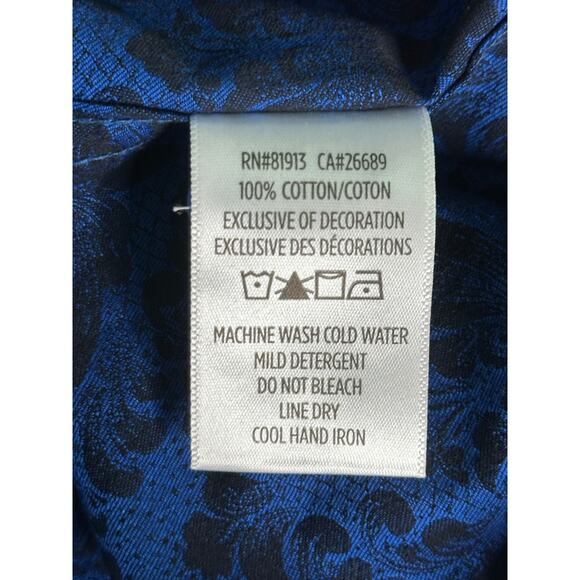 RN#81913 CA#26689
100% COTTON/COTON
EXCLUSIVE OF DECORATION
EXCLUSIVE DES DÉCORATIONS
MACHINE WASH COLD WATER
MILD DETERGENT
DO NOT BLEACH
LINE DRY
COOL HAND IRON